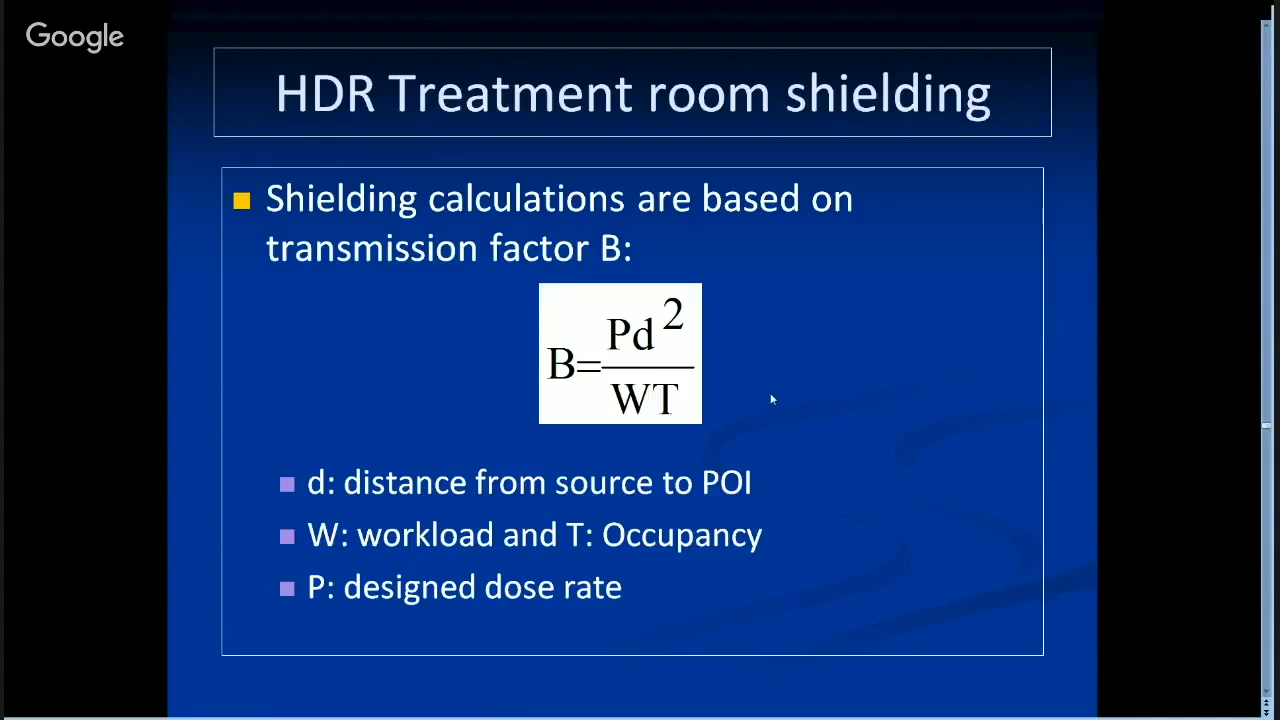 Google
HDR Treatment room shielding
Shielding calculations are based on
transmission factor B:
B=Pd²/WT
d: distance from source to POI
W: workload and T: Occupancy
P: designed dose rate